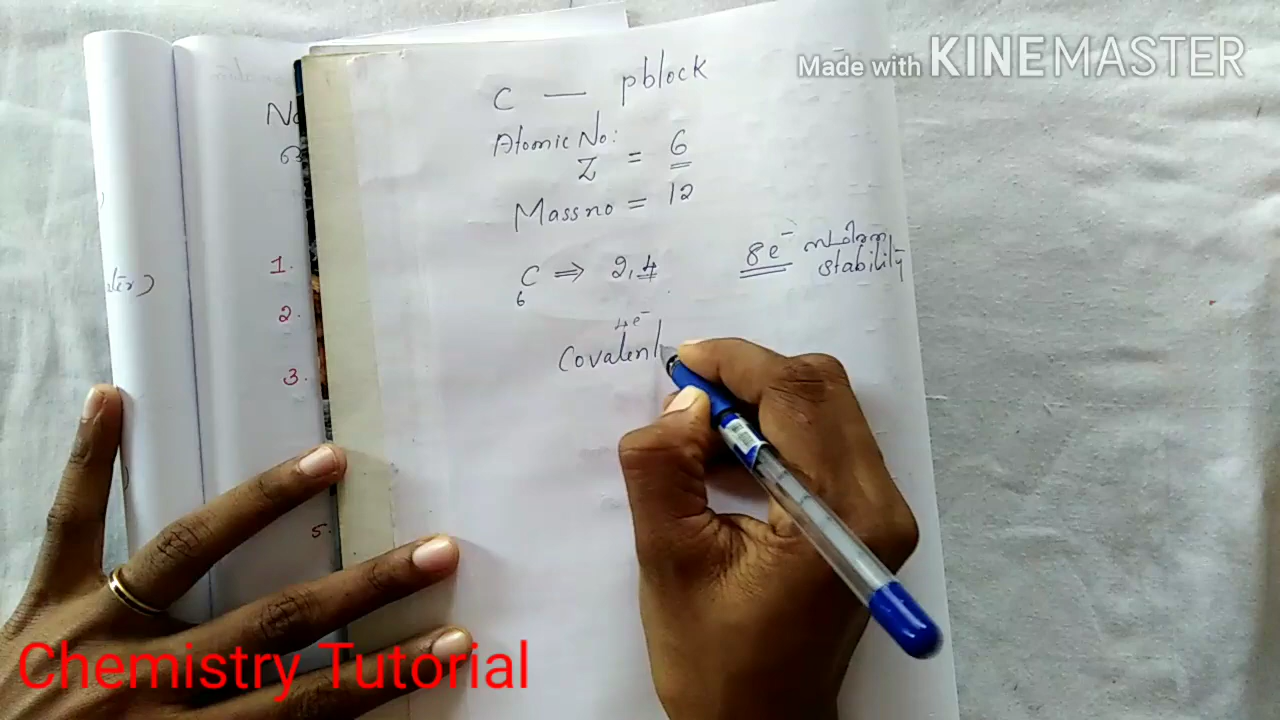 Made with KINEMASTER
C — pblock
Atomic No:
Z = 6
Mass no = 12
C ⇒ 2, 4
6
8e⁻
stability
4e⁻
Covalent
1.
2.
3.
5.
Chemistry Tutorial